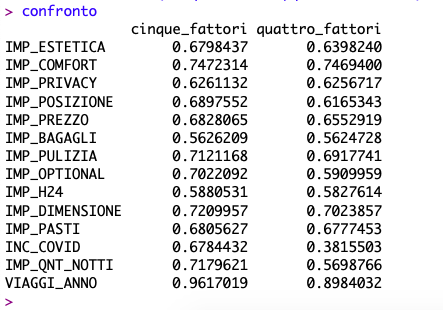 > confronto
cinque_fattori quattro_fattori
IMP_ESTETICA 0.6798437 0.6398240
IMP_COMFORT 0.7472314 0.7469400
IMP_PRIVACY 0.6261132 0.6256717
IMP_POSIZIONE 0.6897552 0.6165343
IMP_PREZZO 0.6828065 0.6552919
IMP_BAGAGLI 0.5626209 0.5624728
IMP_PULIZIA 0.7121168 0.6917741
IMP_OPTIONAL 0.7022092 0.5909959
IMP_H24 0.5880531 0.5827614
IMP_DIMENSIONE 0.7209957 0.7023857
IMP_PASTI 0.6805627 0.6777453
INC_COVID 0.6784432 0.3815503
IMP_QNT_NOTTI 0.7179621 0.5698766
VIAGGI_ANNO 0.9617019 0.8984032
>